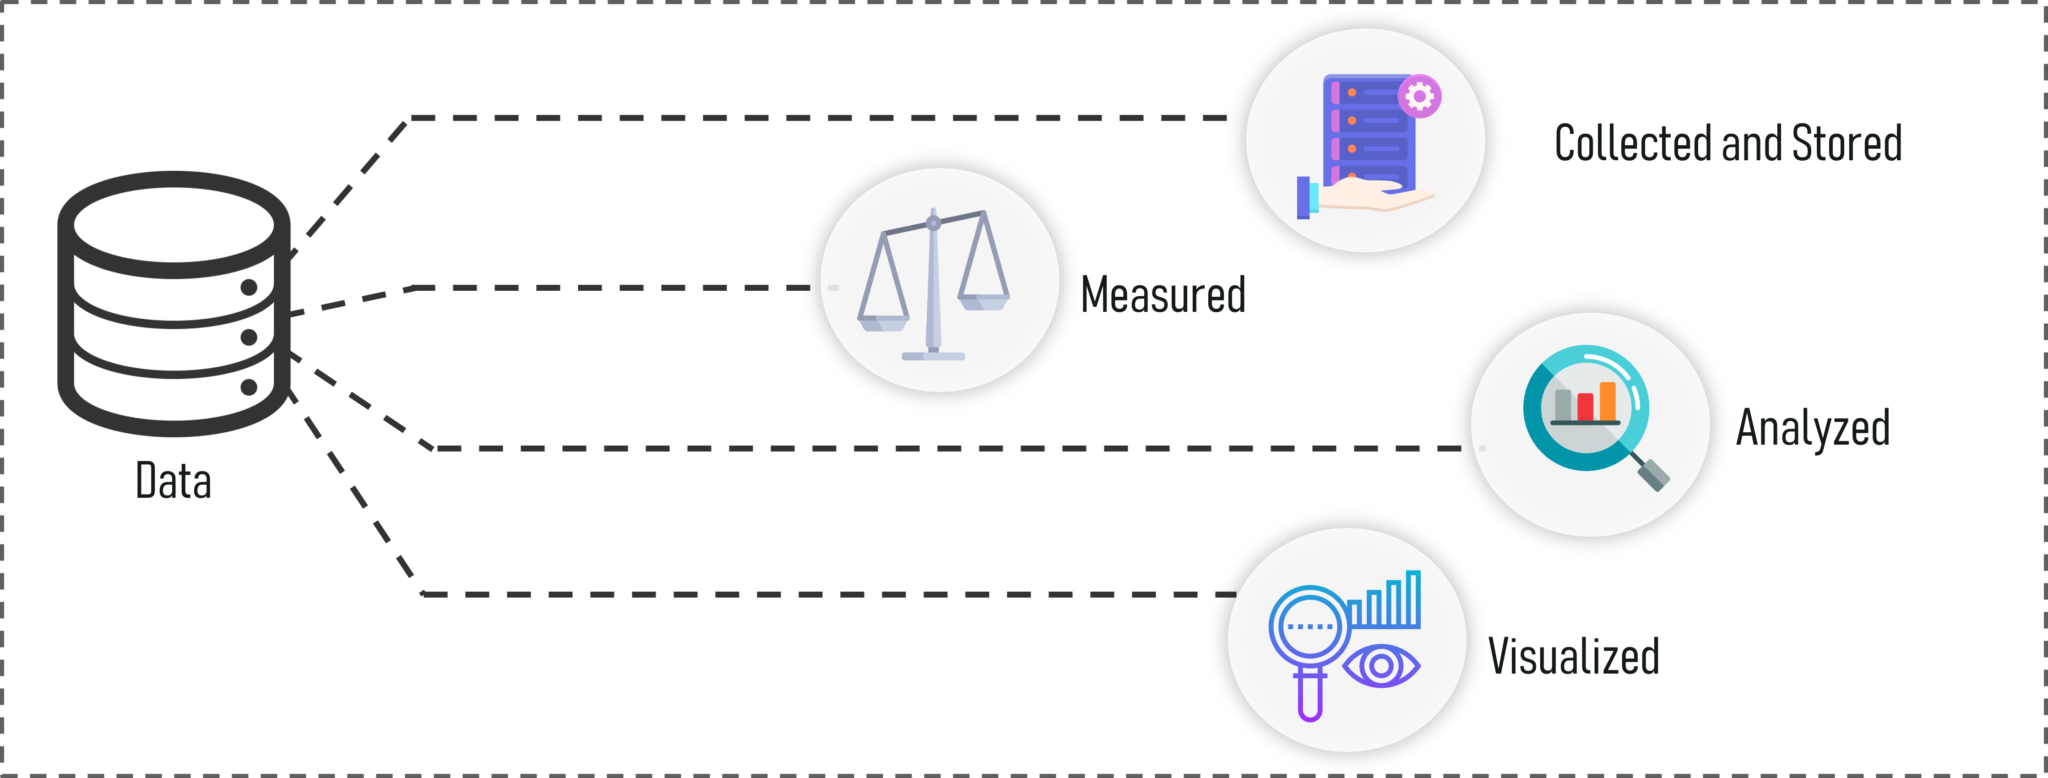 Collected and Stored
Measured
Analyzed
Data
Visualized